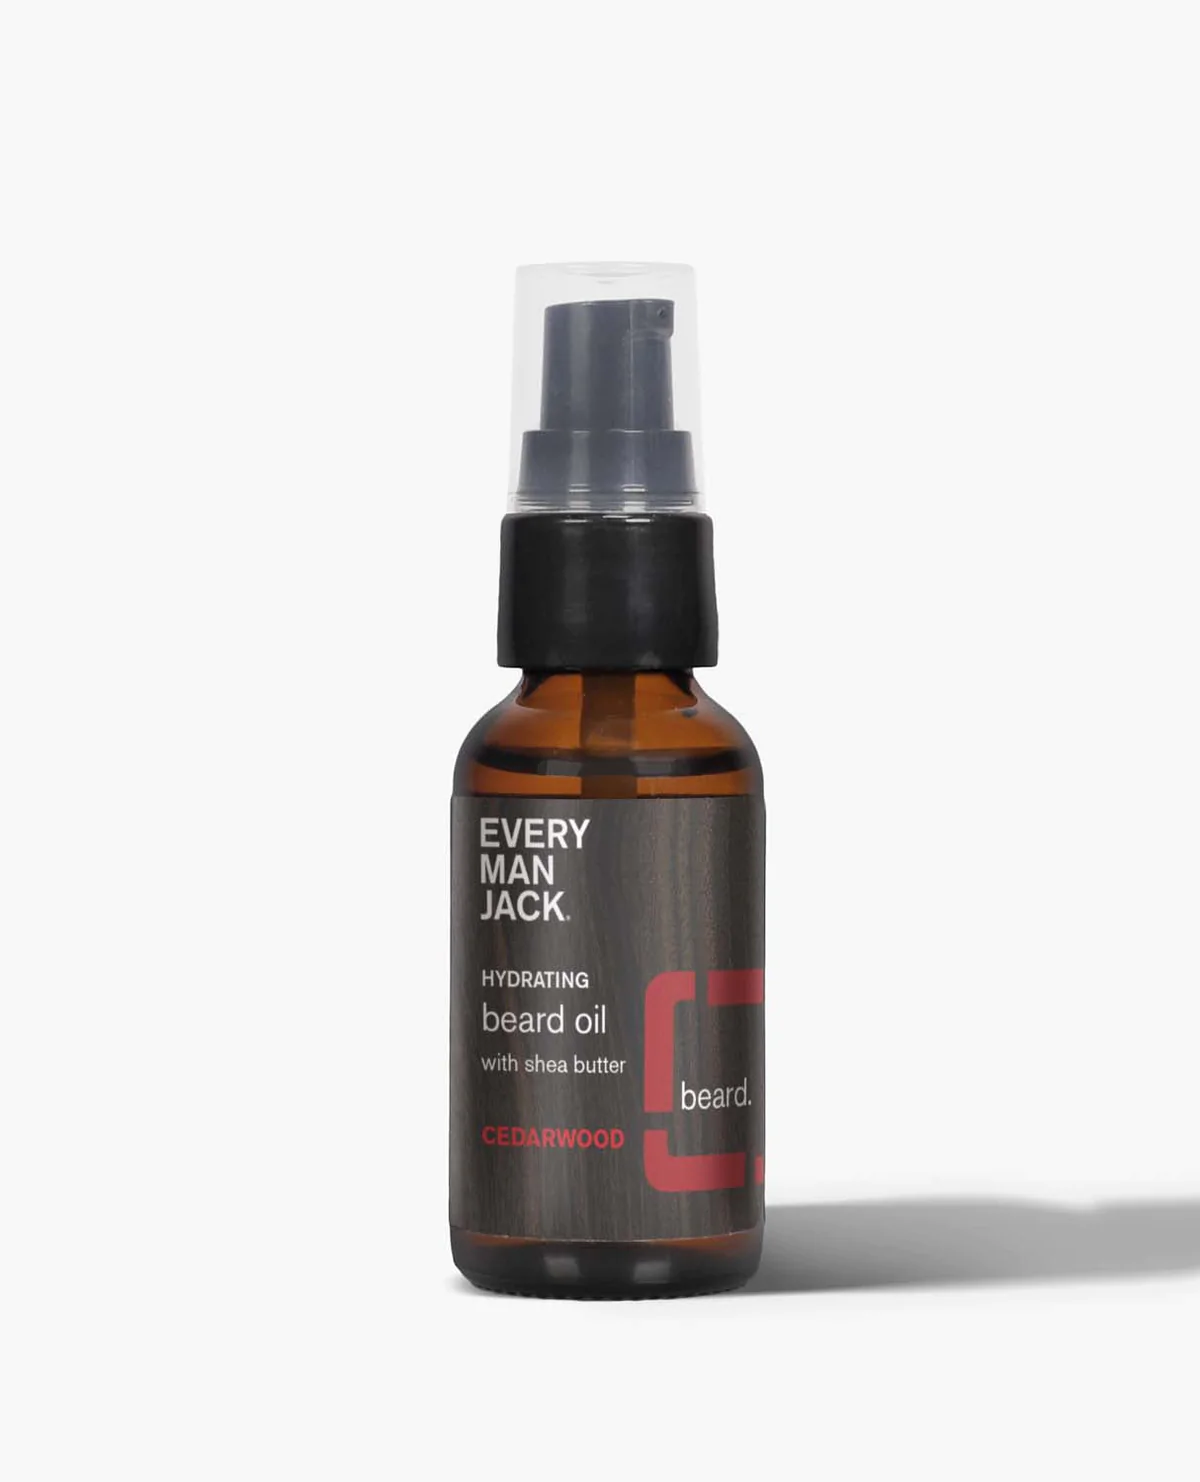 EVERY
MAN
JACK.
HYDRATING
beard oil
with shea butter
CEDARWOOD
beard.